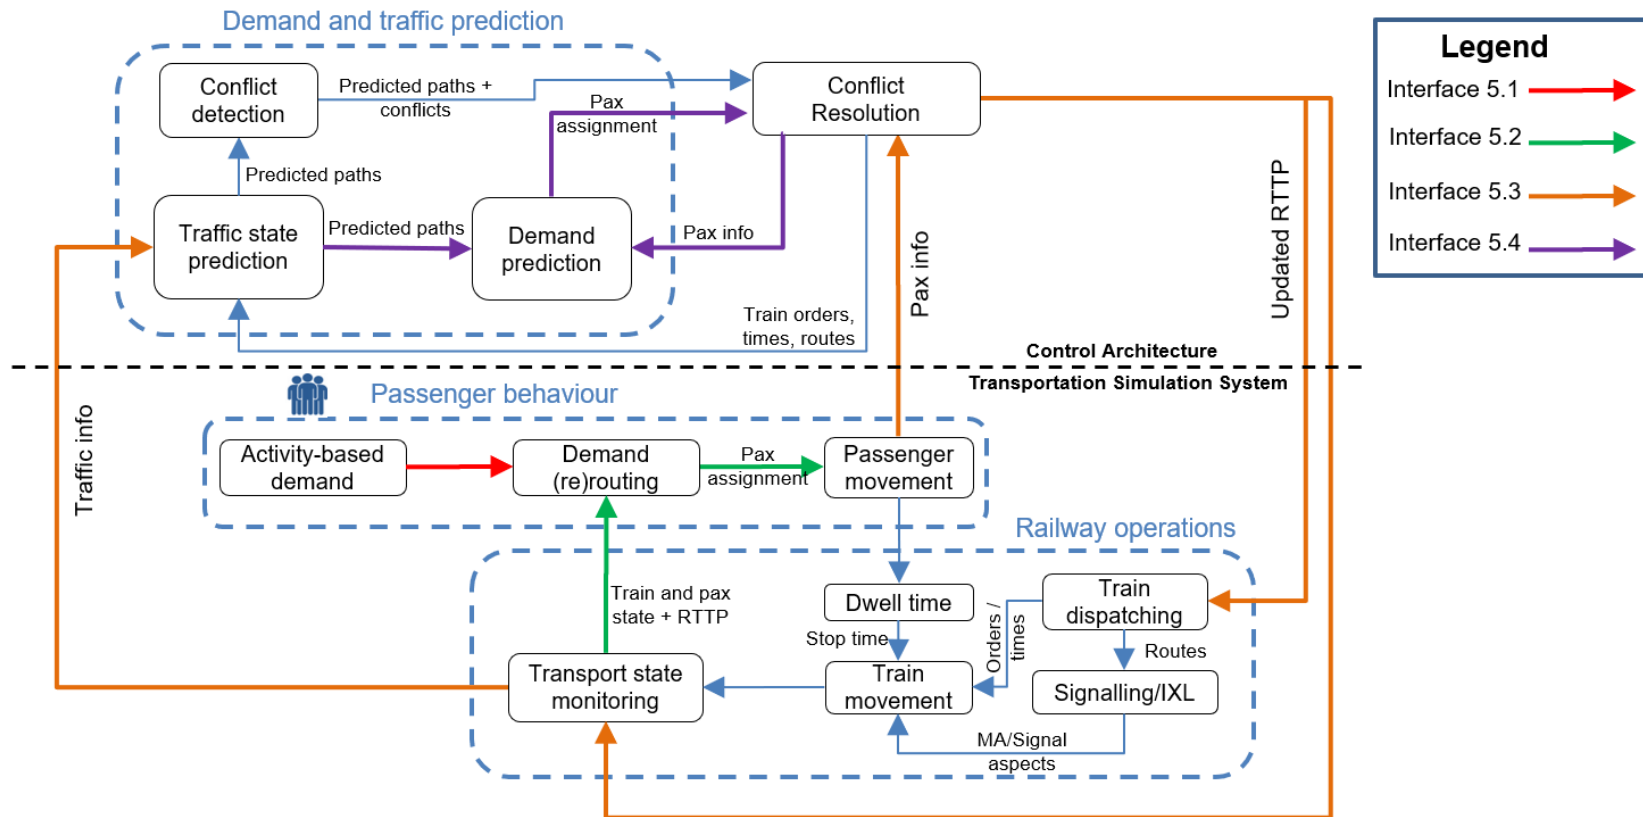 Demand and traffic prediction
Conflict
detection
Predicted paths +
conflicts
Pax
assignment
Conflict
Resolution
Predicted paths
Traffic state
prediction
Predicted paths
Demand
prediction
Pax info
Pax info
Updated RTTP
Train orders,
times, routes
Control Architecture
Transportation Simulation System
Legend
Interface 5.1
Interface 5.2
Interface 5.3
Interface 5.4
Traffic info
Passenger behaviour
Activity-based
demand
Demand
(re)routing
Pax
assignment
Passenger
movement
Railway operations
Train and pax
state + RTTP
Dwell time
Stop time
Orders /
times
Train
dispatching
Routes
Transport state
monitoring
Train
movement
Signalling/IXL
MA/Signal
aspects